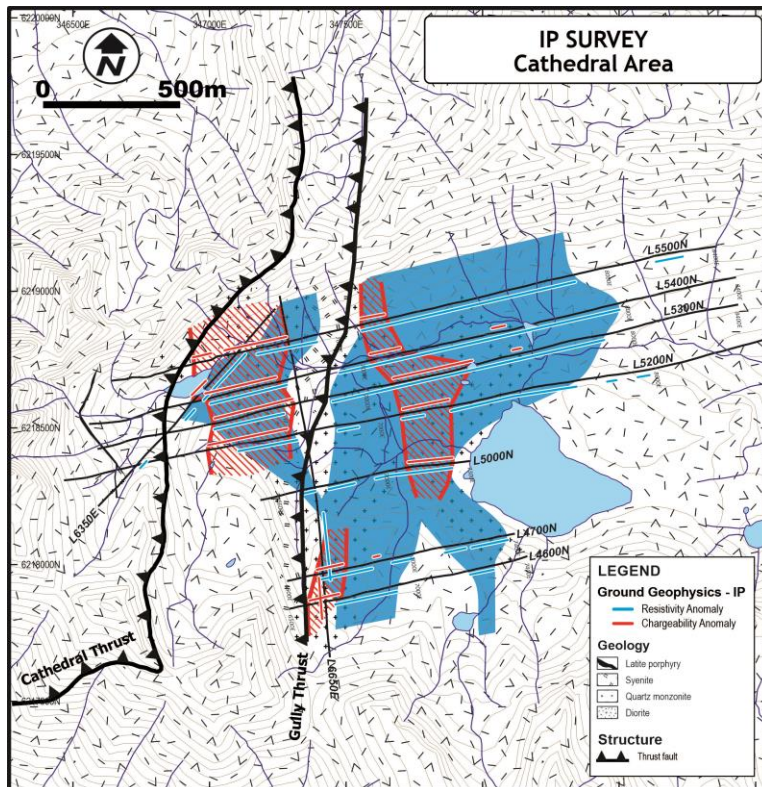 6220000N
346500E
347000E
347500E
IP SURVEY
Cathedral Area
N
0 500m
6219500N
L5500N
6219000N
L5400N
L5300N
L5200N
6218500N
L5000N
L6350E
L4700N
L4600N
6218000N
Cathedral Thrust
Gully Thrust
L6650E
LEGEND
Ground Geophysics - IP
Resistivity Anomaly
Chargeability Anomaly
Geology
Latite porphyry
Syenite
Quartz monzonite
Diorite
Structure
Thrust fault